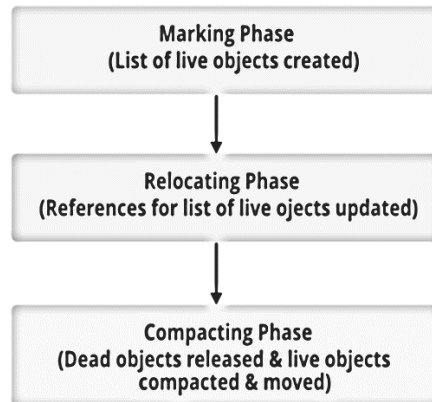 Marking Phase
(List of live objects created)
Relocating Phase
(References for list of live ojects updated)
Compacting Phase
(Dead objects released & live objects
compacted & moved)